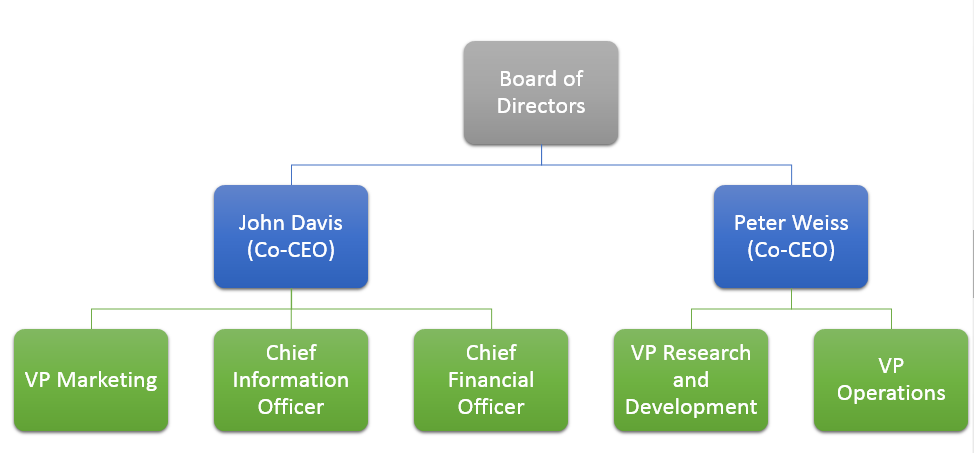 Board of
Directors
John Davis
(Co-CEO)
Peter Weiss
(Co-CEO)
VP Marketing
Chief
Information
Officer
Chief
Financial
Officer
VP Research
and
Development
VP
Operations